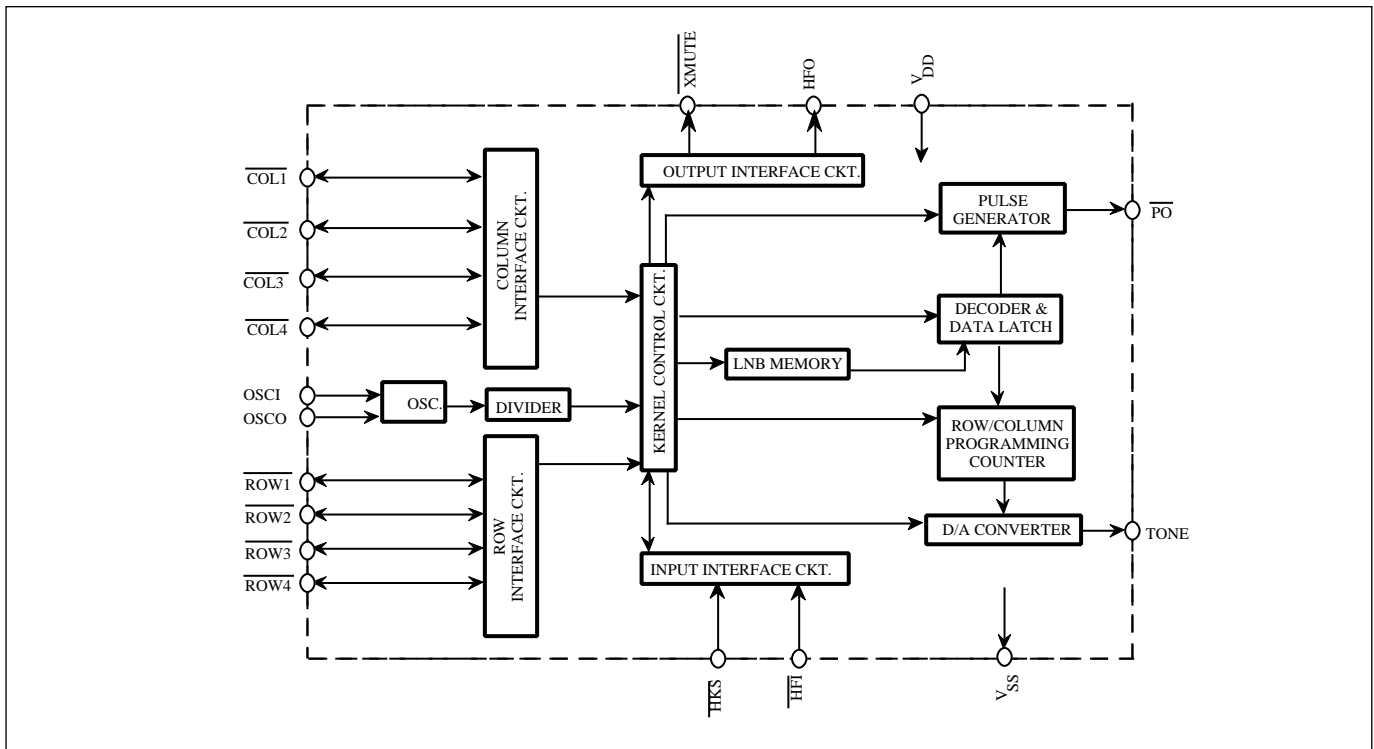 XMUTE
HFO
VDD
COL1
COL2
COL3
COL4
OSCI
OSCO
ROW1
ROW2
ROW3
ROW4
COLUMN
INTERFACE CKT.
OSC.
DIVIDER
ROW
INTERFACE CKT.
OUTPUT INTERFACE CKT.
KERNEL CONTROL CKT.
LNB MEMORY
INPUT INTERFACE CKT.
PULSE
GENERATOR
DECODER &
DATA LATCH
ROW/COLUMN
PROGRAMMING
COUNTER
D/A CONVERTER
PO
TONE
HKS
HFI
VSS